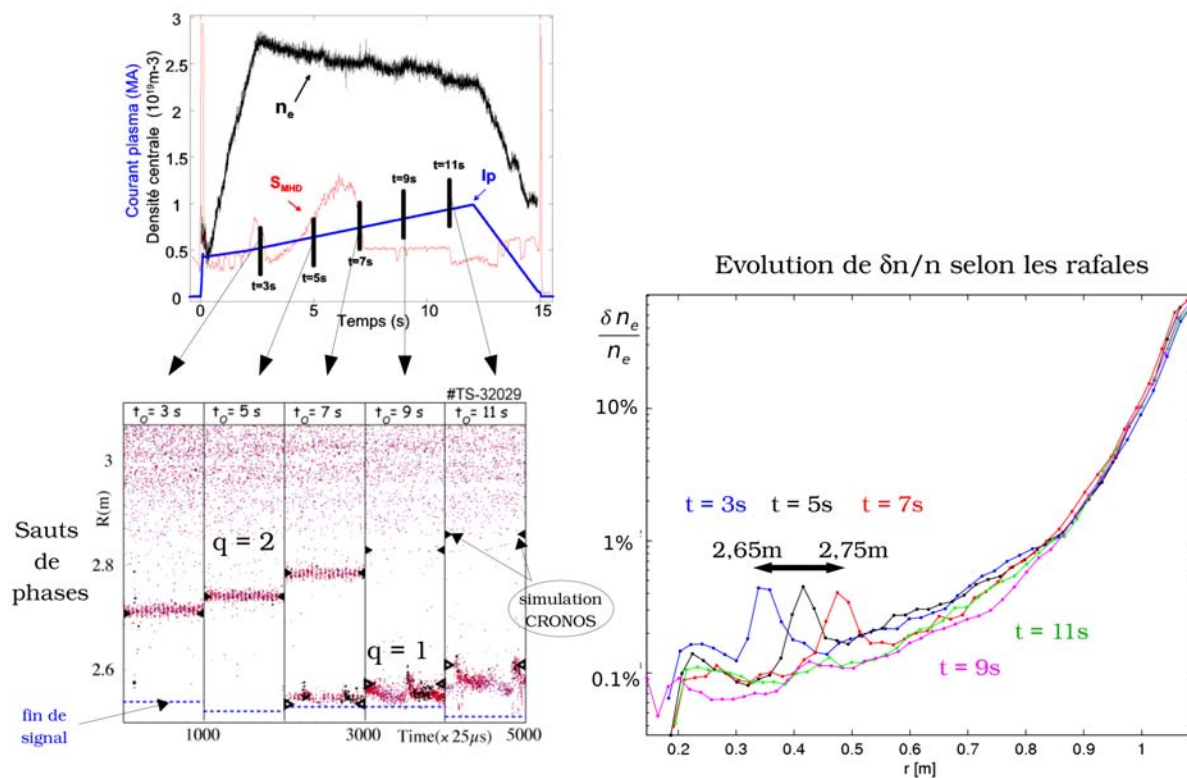 3
2.5
2
1.5
1
0.5
0
Courant plasma (MA)
Densité centrale (10¹⁹m-3)
n_e
S_MHD
Ip
t=3s
t=5s
t=7s
t=9s
t=11s
0
5
10
15
Temps (s)
#TS-32029
t_O = 3 s
t_O = 5 s
t_O = 7 s
t_O = 9 s
t_O = 11 s
Sauts
de
phases
R(m)
3
2.8
2.6
q = 2
q = 1
simulation
CRONOS
fin de
signal
1000
3000
Time(×25μs)
5000
Evolution de δn/n selon les rafales
δ n_e
n_e
10%
1%
0.1%
t = 3s
t = 5s
t = 7s
2,65m
2,75m
t = 11s
t = 9s
0.2
0.3
0.4
0.5
0.6
0.7
0.8
0.9
1
r [m]